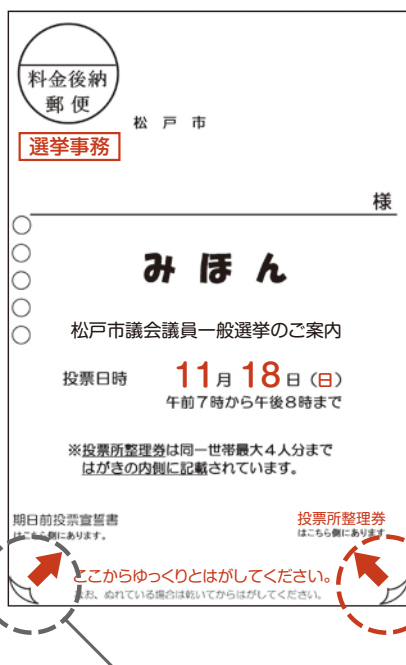 料金後納
郵便
選挙事務
松戸市
様
みほん
松戸市議会議員一般選挙のご案内
投票日時 11月18日（日）
午前7時から午後8時まで
※投票所整理券は同一世帯最大4人分まで
はがきの内側に記載されています。
期日前投票宣誓書
はこちら側にあります。
投票所整理券
はこちら側にあります
ここからゆっくりとはがしてください。
なお、ぬれている場合は乾いてからはがしてください。